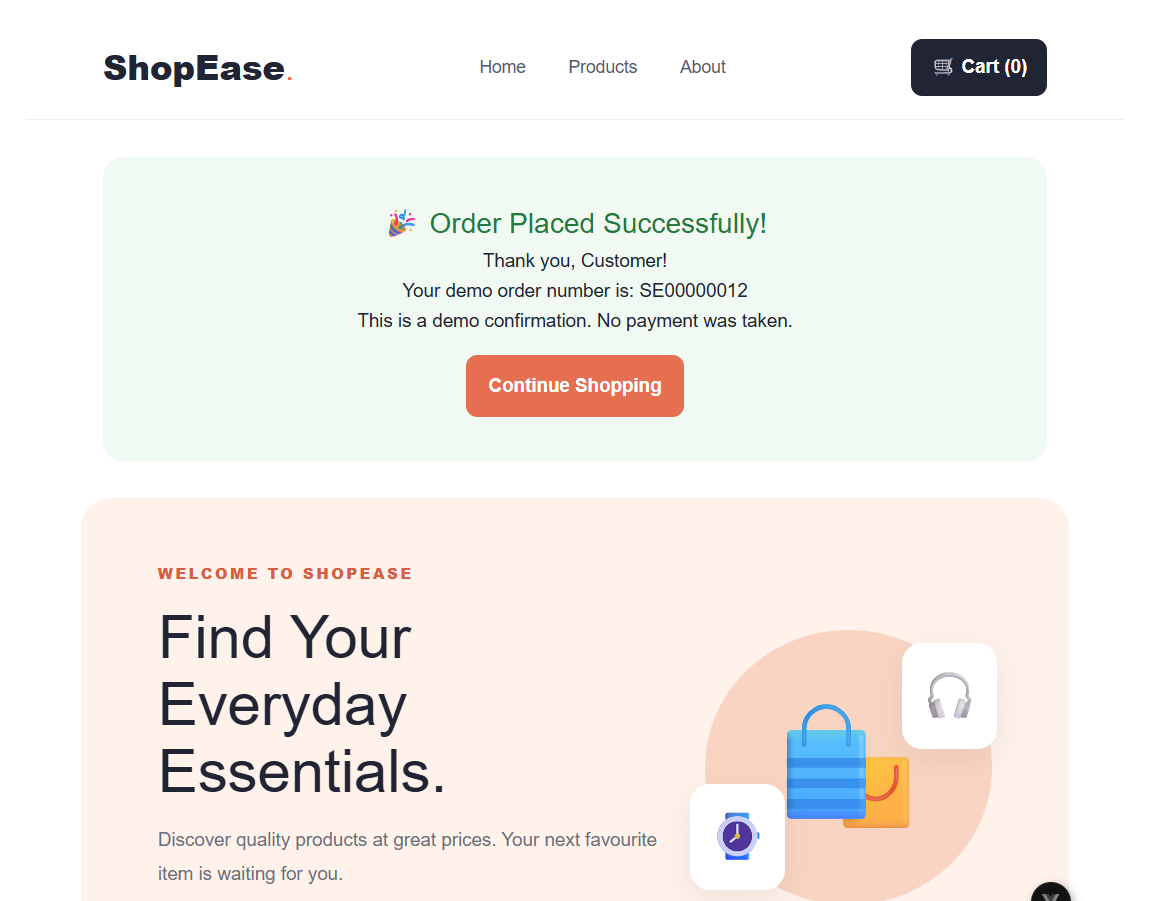 ShopEase.
Home
Products
About
Cart (0)
Order Placed Successfully!
Thank you, Customer!
Your demo order number is: SE00000012
This is a demo confirmation. No payment was taken.
Continue Shopping
WELCOME TO SHOPEASE
Find Your
Everyday
Essentials.
Discover quality products at great prices. Your next favourite
item is waiting for you.